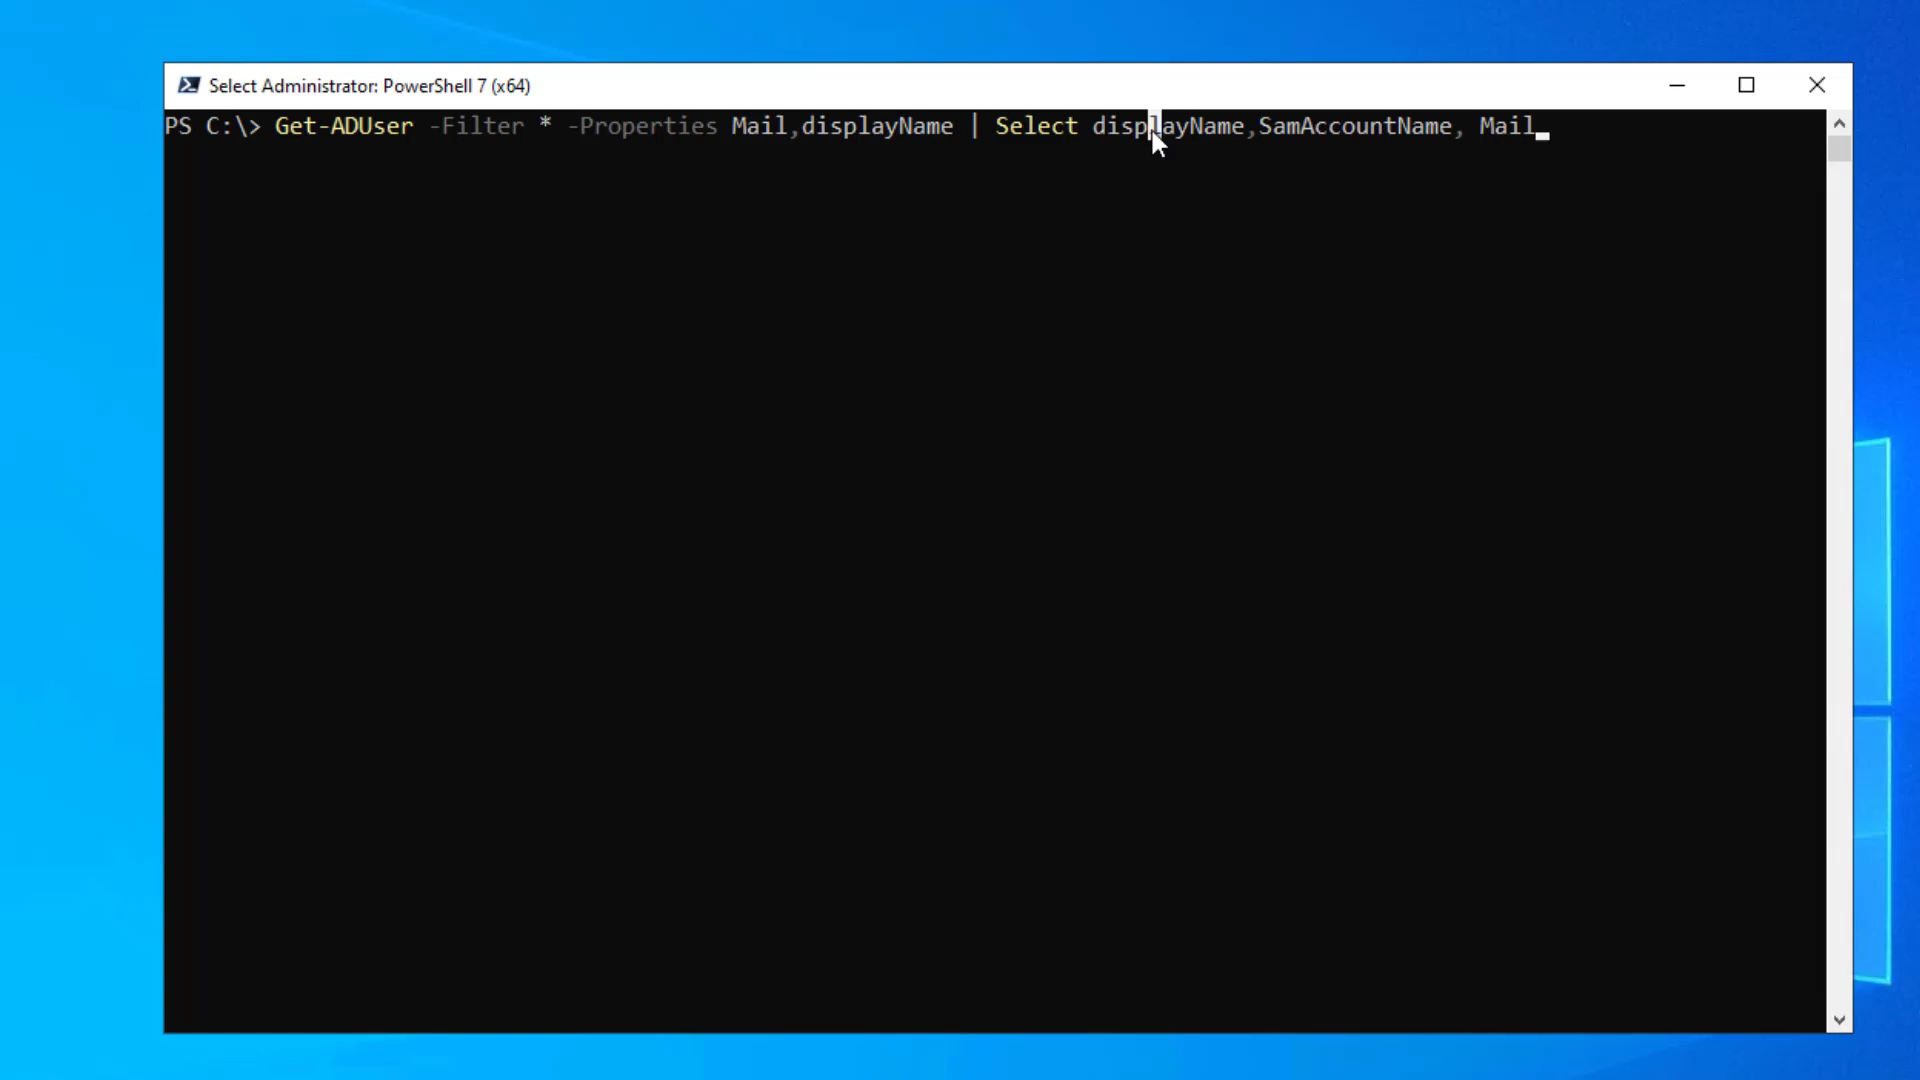 Select Administrator: PowerShell 7 (x64)
PS C:\> Get-ADUser -Filter * -Properties Mail,displayName | Select displayName,SamAccountName, Mail